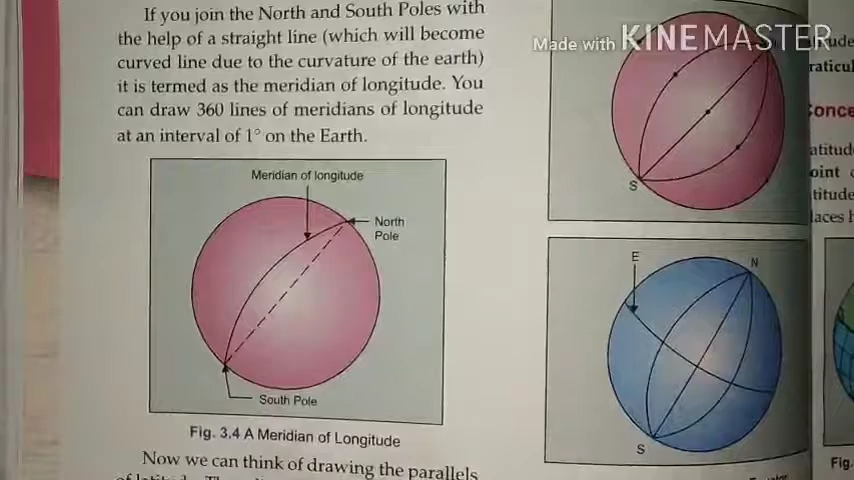 If you join the North and South Poles with
the help of a straight line (which will become
curved line due to the curvature of the earth)
it is termed as the meridian of longitude. You
can draw 360 lines of meridians of longitude
at an interval of 1° on the Earth.
Meridian of longitude
North
Pole
South Pole
Fig. 3.4 A Meridian of Longitude
Now we can think of drawing the parallels
of latitude.
Made with KINEMASTER
S
E
N
S
oint
laces
Fig.